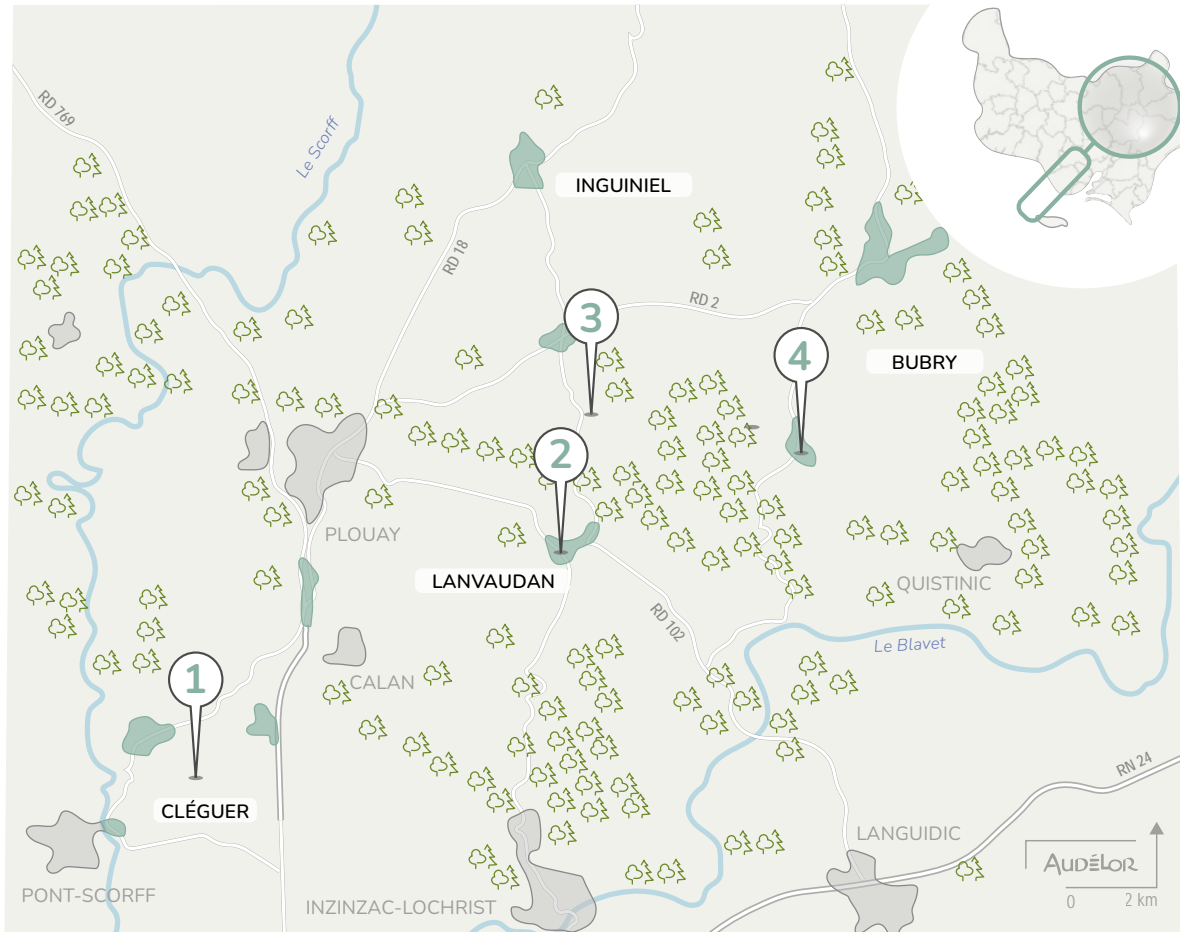 RD 769
Le Scorff
INGUINIEL
RD 18
RD 2
3
4
BUBRY
2
PLOUAY
LANVAUDAN
QUISTINIC
RD 102
Le Blavet
1
CALAN
CLÉGUER
RN 24
LANGUIDIC
AUDÉLOR
PONT-SCORFF
INZINZAC-LOCHRIST
0 2 km